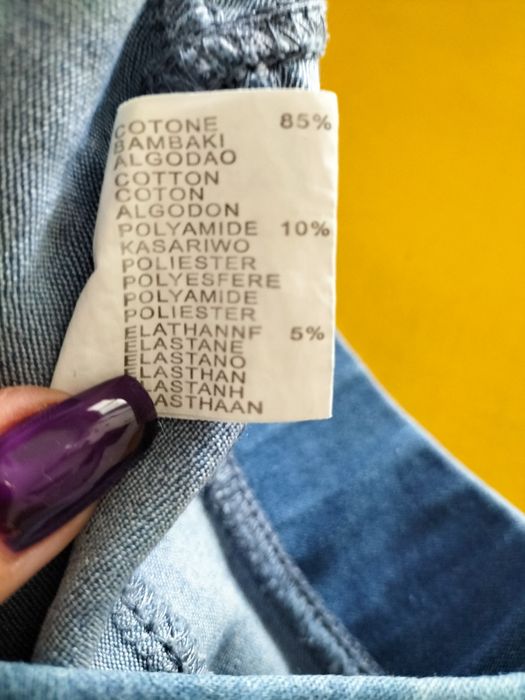 COTONE 85%
BAMBAKI
ALGODAO
COTTON
COTON
ALGODON
POLYAMIDE 10%
KASARIWO
POLIESTER
POLYESFERE
POLYAMIDE
POLIESTER
ELATHANNF 5%
ELASTANE
ELASTANO
ELASTHAN
ELASTANH
LASTHAAN